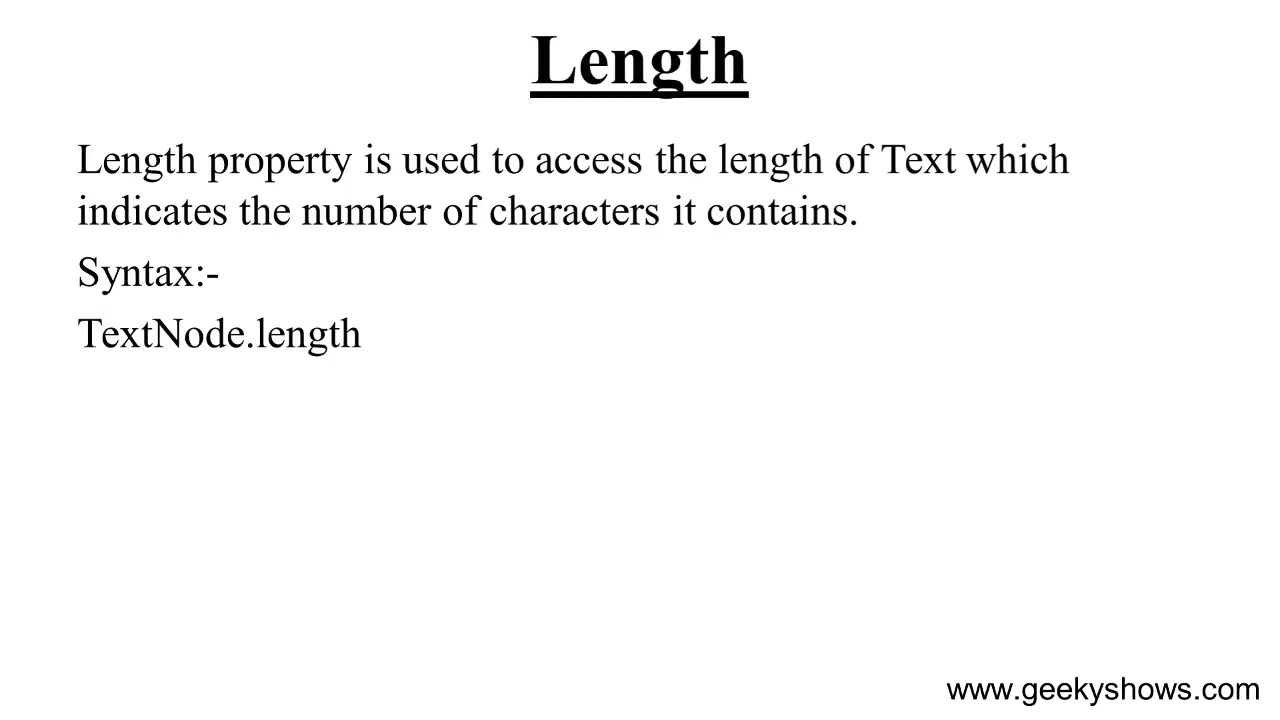 Length
Length property is used to access the length of Text which
indicates the number of characters it contains.
Syntax:-
TextNode.length
www.geekyshows.com